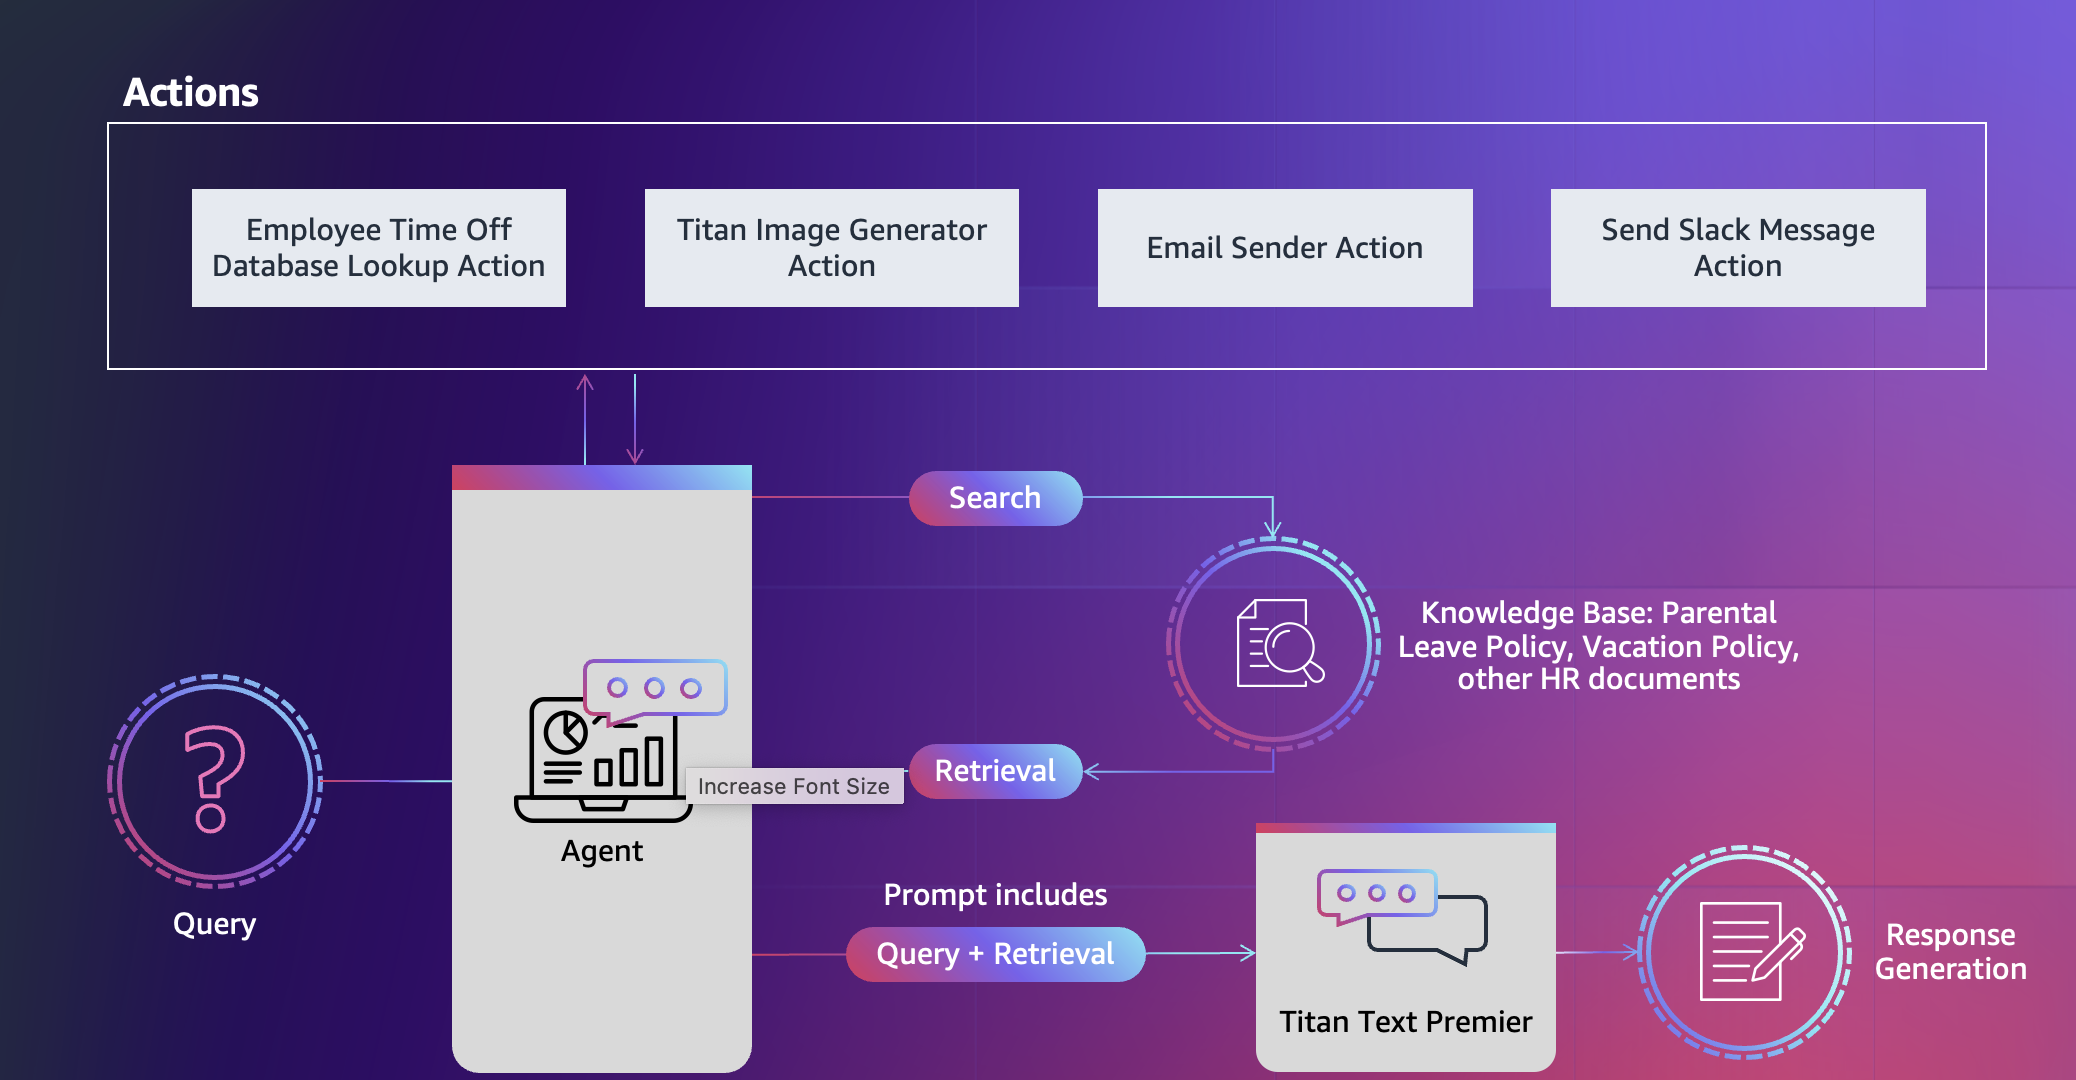 Actions
Employee Time Off
Database Lookup Action
Titan Image Generator
Action
Email Sender Action
Send Slack Message
Action
Search
Knowledge Base: Parental
Leave Policy, Vacation Policy,
other HR documents
Retrieval
Increase Font Size
Agent
Query
Prompt includes
Query + Retrieval
Titan Text Premier
Response
Generation